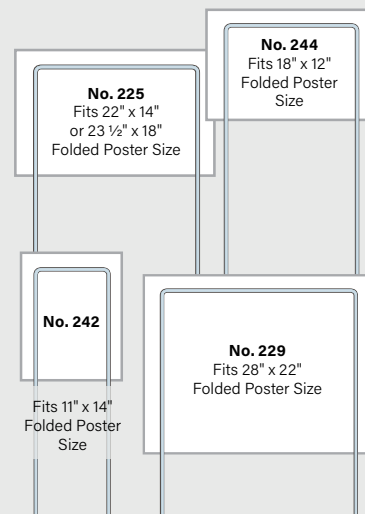 No. 225
Fits 22" x 14"
or 23 ½" x 18"
Folded Poster Size
No. 244
Fits 18" x 12"
Folded Poster
Size
No. 242
Fits 11" x 14"
Folded Poster
Size
No. 229
Fits 28" x 22"
Folded Poster Size